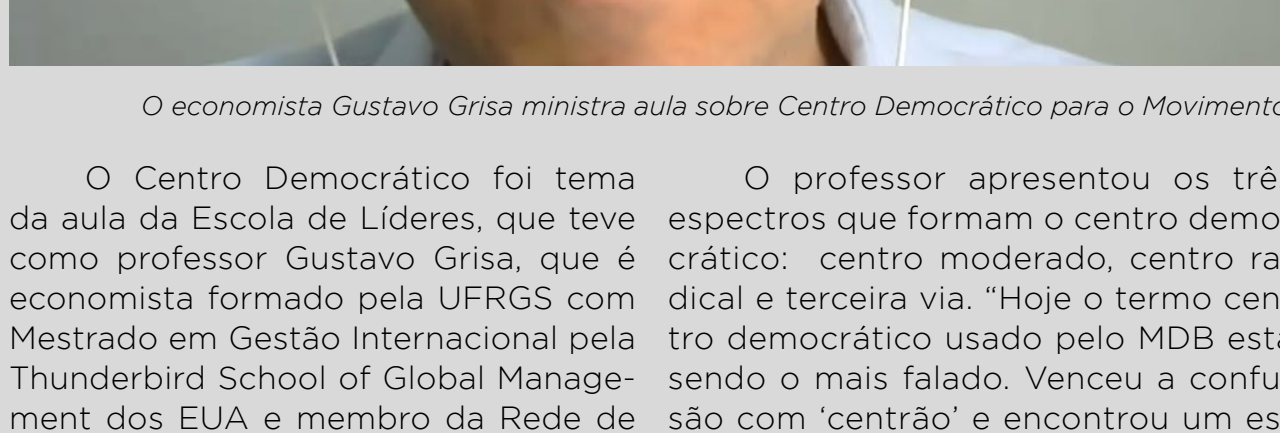 O economista Gustavo Grisa ministra aula sobre Centro Democrático para o Movimento
O Centro Democrático foi tema
da aula da Escola de Líderes, que teve
como professor Gustavo Grisa, que é
economista formado pela UFRGS com
Mestrado em Gestão Internacional pela
Thunderbird School of Global Manage-
ment dos EUA e membro da Rede de
O professor apresentou os trê
espectros que formam o centro demo
crático: centro moderado, centro ra
dical e terceira via. “Hoje o termo cen
tro democrático usado pelo MDB está
sendo o mais falado. Venceu a confu
são com ‘centrão’ e encontrou um es